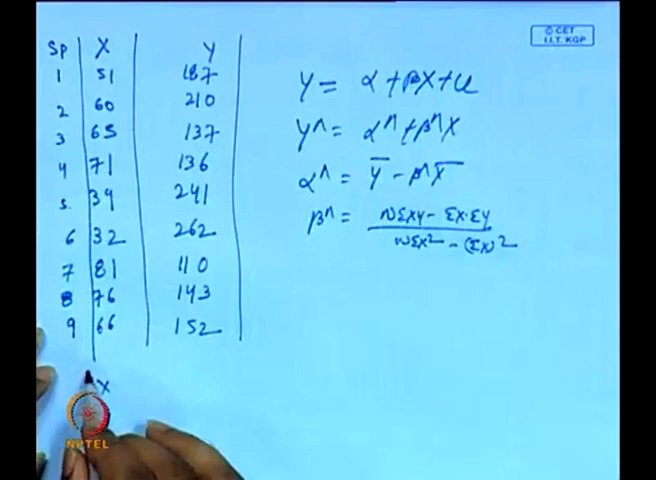 Sp X Y
1 51 187
2 60 210
3 65 137
4 71 136
5 39 241
6 32 262
7 81 110
8 76 143
9 66 152
X
Y = α + βX + u
Y^ = α^ + β^X
α^ = Y̅ - β^X̅
β^ = NΣXY - ΣX·ΣY / NΣX² - (ΣX)²
© CET
I.I.T. KGP
NPTEL